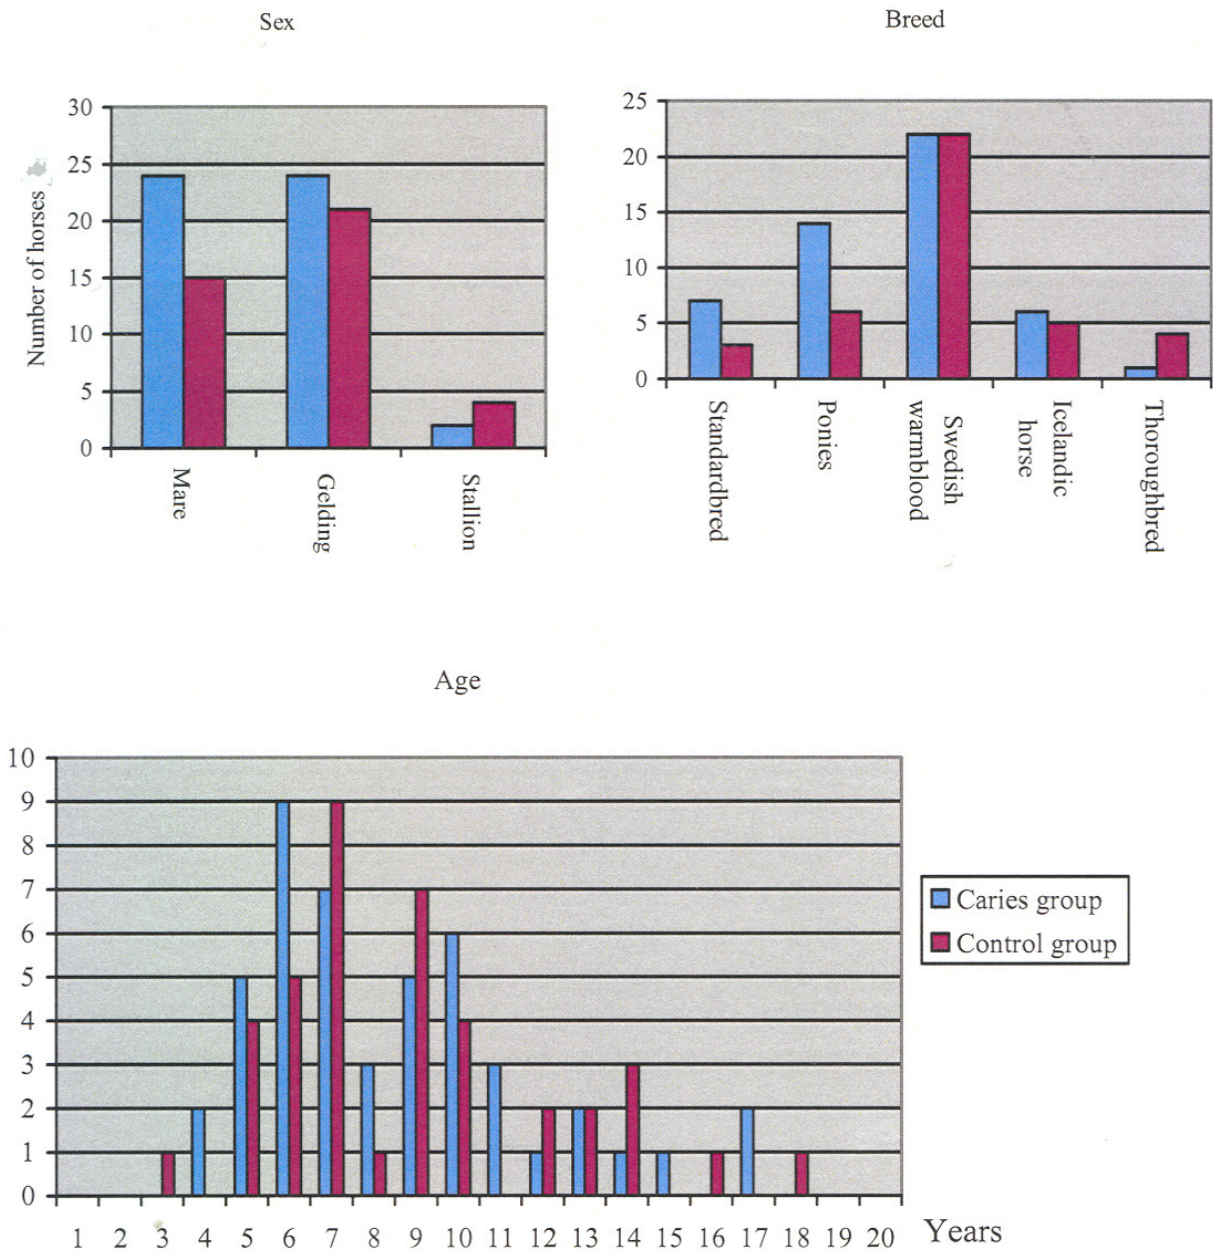 Sex
30
25
20
15
10
5
0
Number of horses
Mare
Gelding
Stallion
Breed
25
20
15
10
5
0
Standardbred
Ponies
Swedish
warmblood
Icelandic
horse
Thoroughbred
Age
10
9
8
7
6
5
4
3
2
1
0
1 2 3 4 5 6 7 8 9 10 11 12 13 14 15 16 17 18 19 20 Years
Caries group
Control group